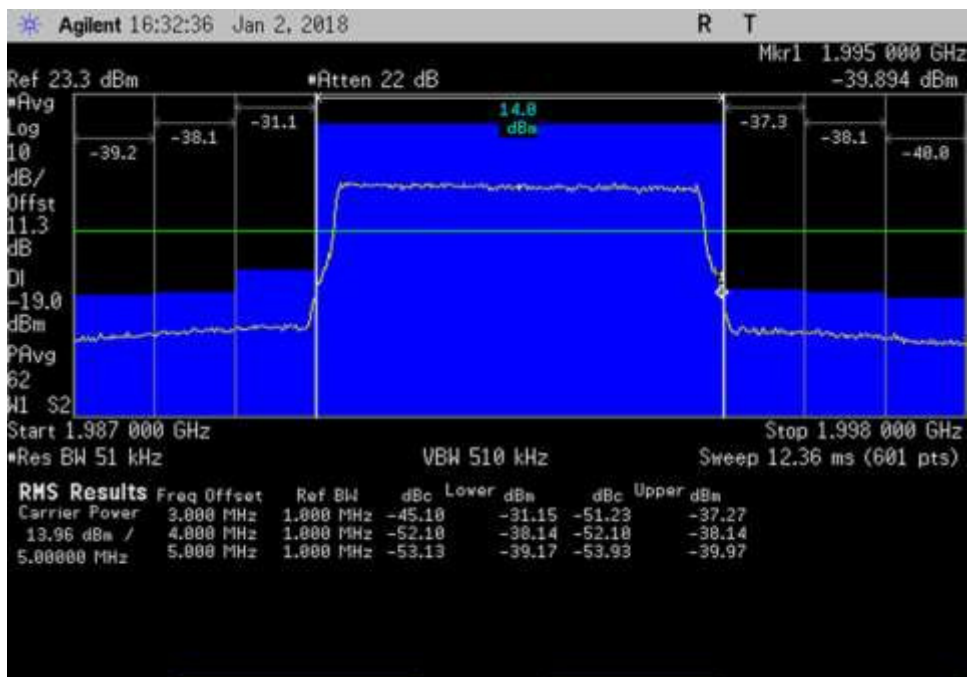 Agilent 16:32:36 Jan 2, 2018 R T
Mkr1 1.995 000 GHz
Ref 23.3 dBm #Atten 22 dB -39.894 dBm
#Avg
Log
10
dB/
Offst
11.3
dB
DI
-19.0
dBm
PAvg
62
W1 S2
14.0
dBm
-39.2 -38.1 -31.1 -37.3 -38.1 -40.0
1
Start 1.987 000 GHz Stop 1.998 000 GHz
#Res BW 51 kHz VBW 510 kHz Sweep 12.36 ms (601 pts)
RMS Results Freq Offset Ref BW dBc Lower dBm dBc Upper dBm
Carrier Power 3.000 MHz 1.000 MHz -45.10 -31.15 -51.23 -37.27
13.96 dBm / 4.000 MHz 1.000 MHz -52.10 -38.14 -52.10 -38.14
5.00000 MHz 5.000 MHz 1.000 MHz -53.13 -39.17 -53.93 -39.97